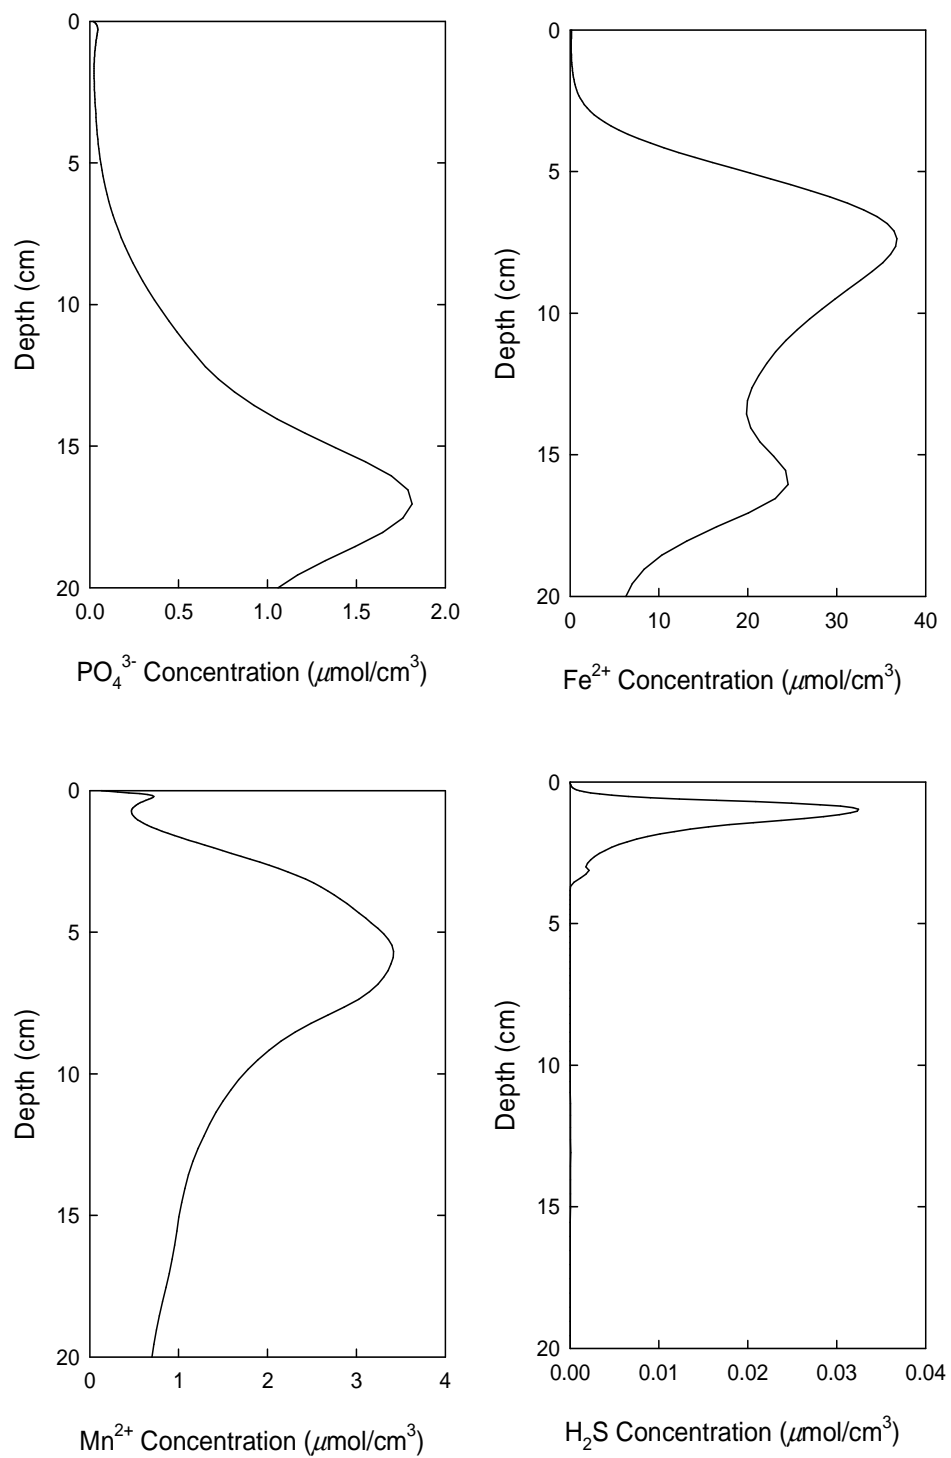 0
5
10
15
20
Depth (cm)
0.0 0.5 1.0 1.5 2.0
PO₄³⁻ Concentration (μmol/cm³)
0
5
10
15
20
Depth (cm)
0 10 20 30 40
Fe²⁺ Concentration (μmol/cm³)
0
5
10
15
20
Depth (cm)
0 1 2 3 4
Mn²⁺ Concentration (μmol/cm³)
0
5
10
15
20
Depth (cm)
0.00 0.01 0.02 0.03 0.04
H₂S Concentration (μmol/cm³)